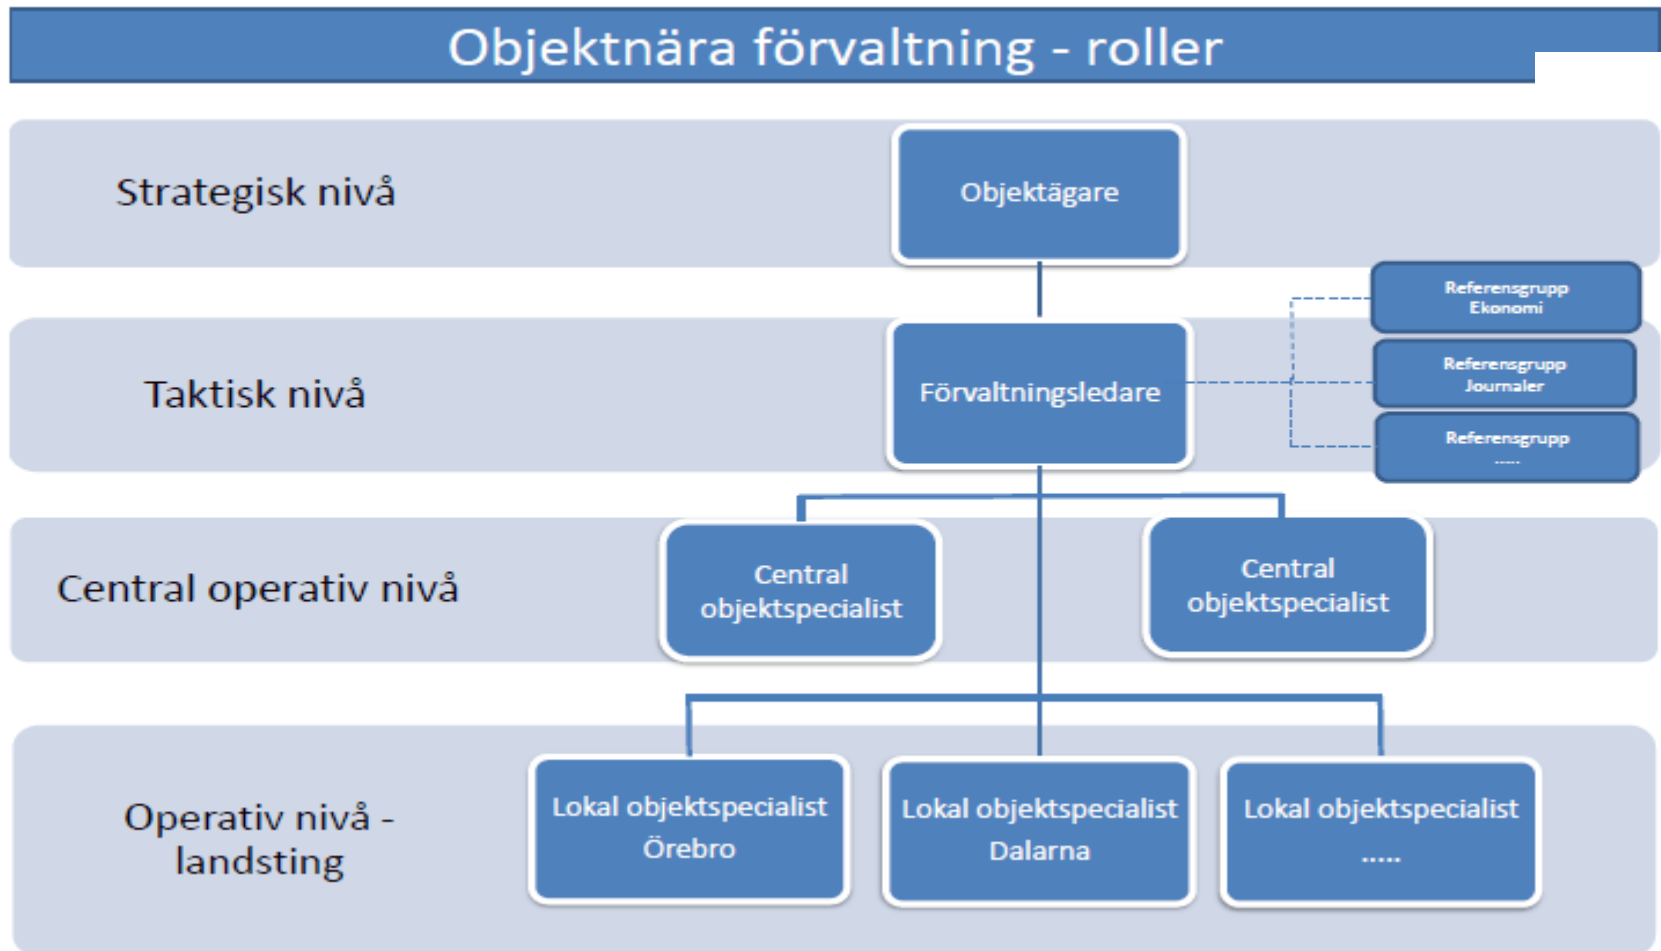 Objektnära förvaltning - roller
Strategisk nivå
Objektägare
Referensgrupp
Ekonomi
Taktisk nivå
Förvaltningsledare
Referensgrupp
Journaler
Referensgrupp
.....
Central operativ nivå
Central
objektspecialist
Central
objektspecialist
Operativ nivå -
landsting
Lokal objektspecialist
Örebro
Lokal objektspecialist
Dalarna
Lokal objektspecialist
.....